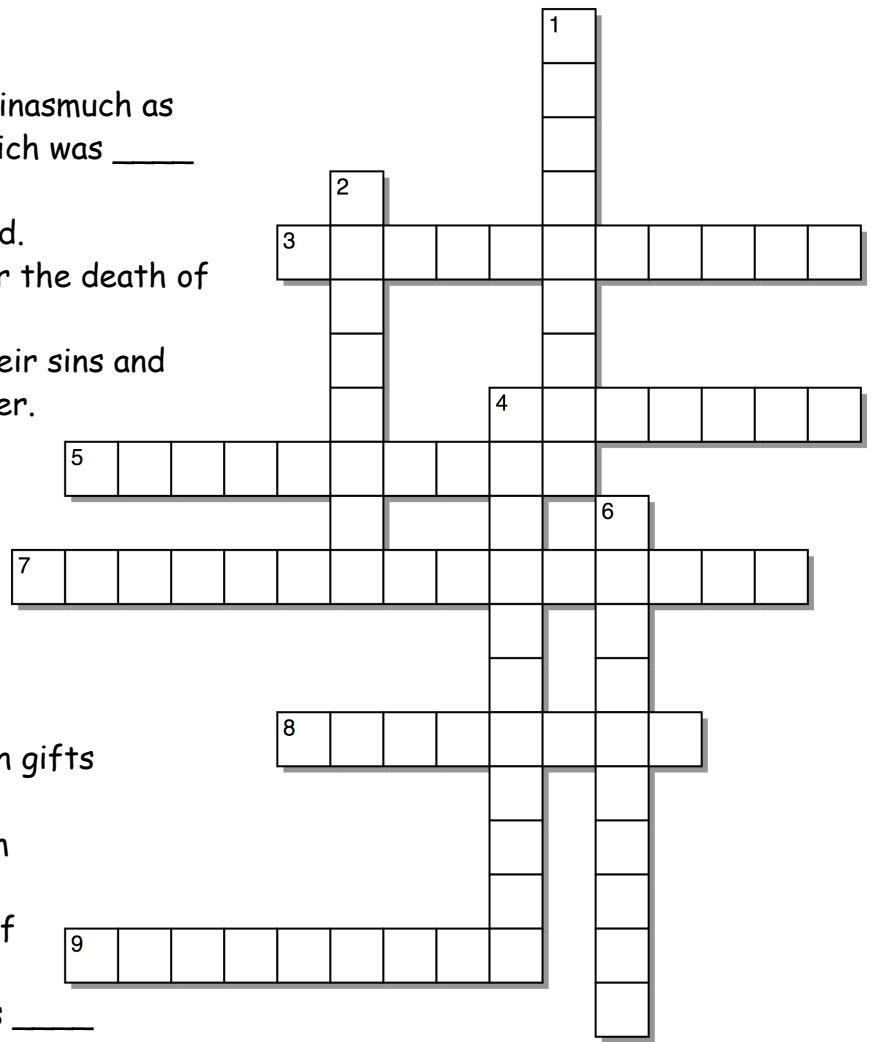 1
inasmuch as
ich was ____
2
d.
3
r the death of
eir sins and
er.
4
5
6
7
8
n gifts
n
f
9
s ____